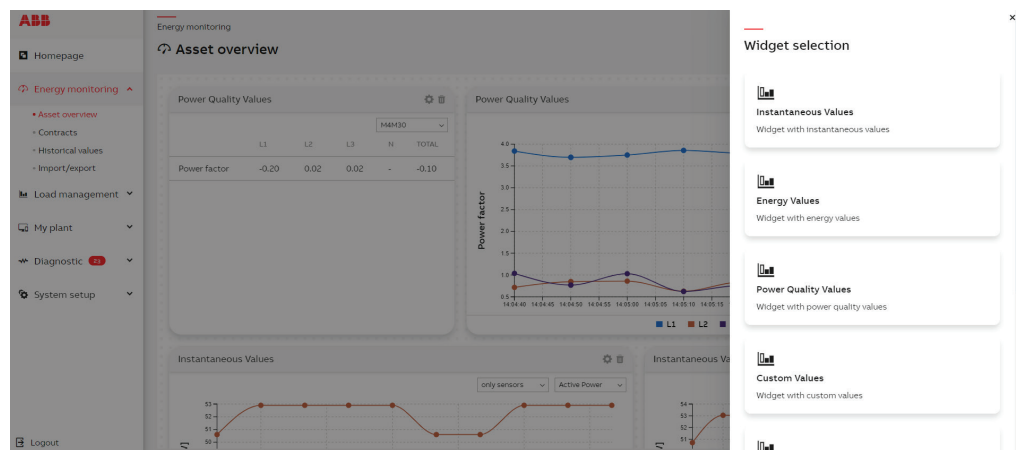 ABB
Homepage
Energy monitoring
Asset overview
Contracts
Historical values
Import/export
Load management
My plant
Diagnostic 23
System setup
Logout
Energy monitoring
Asset overview
Power Quality Values
M4M30
L1 L2 L3 N TOTAL
Power factor -0.20 0.02 0.02 - -0.10
Power Quality Values
Power factor
4.0
3.5
3.0
2.5
2.0
1.5
1.0
0.5
14:04:40 14:04:45 14:04:50 14:04:55 14:05:00 14:05:05 14:05:10 14:05:15
L1 L2
Instantaneous Values
only sensors Active Power
53
52
51
50
Instantaneous Va
54
53
52
51
×
Widget selection
Instantaneous Values
Widget with instantaneous values
Energy Values
Widget with energy values
Power Quality Values
Widget with power quality values
Custom Values
Widget with custom values